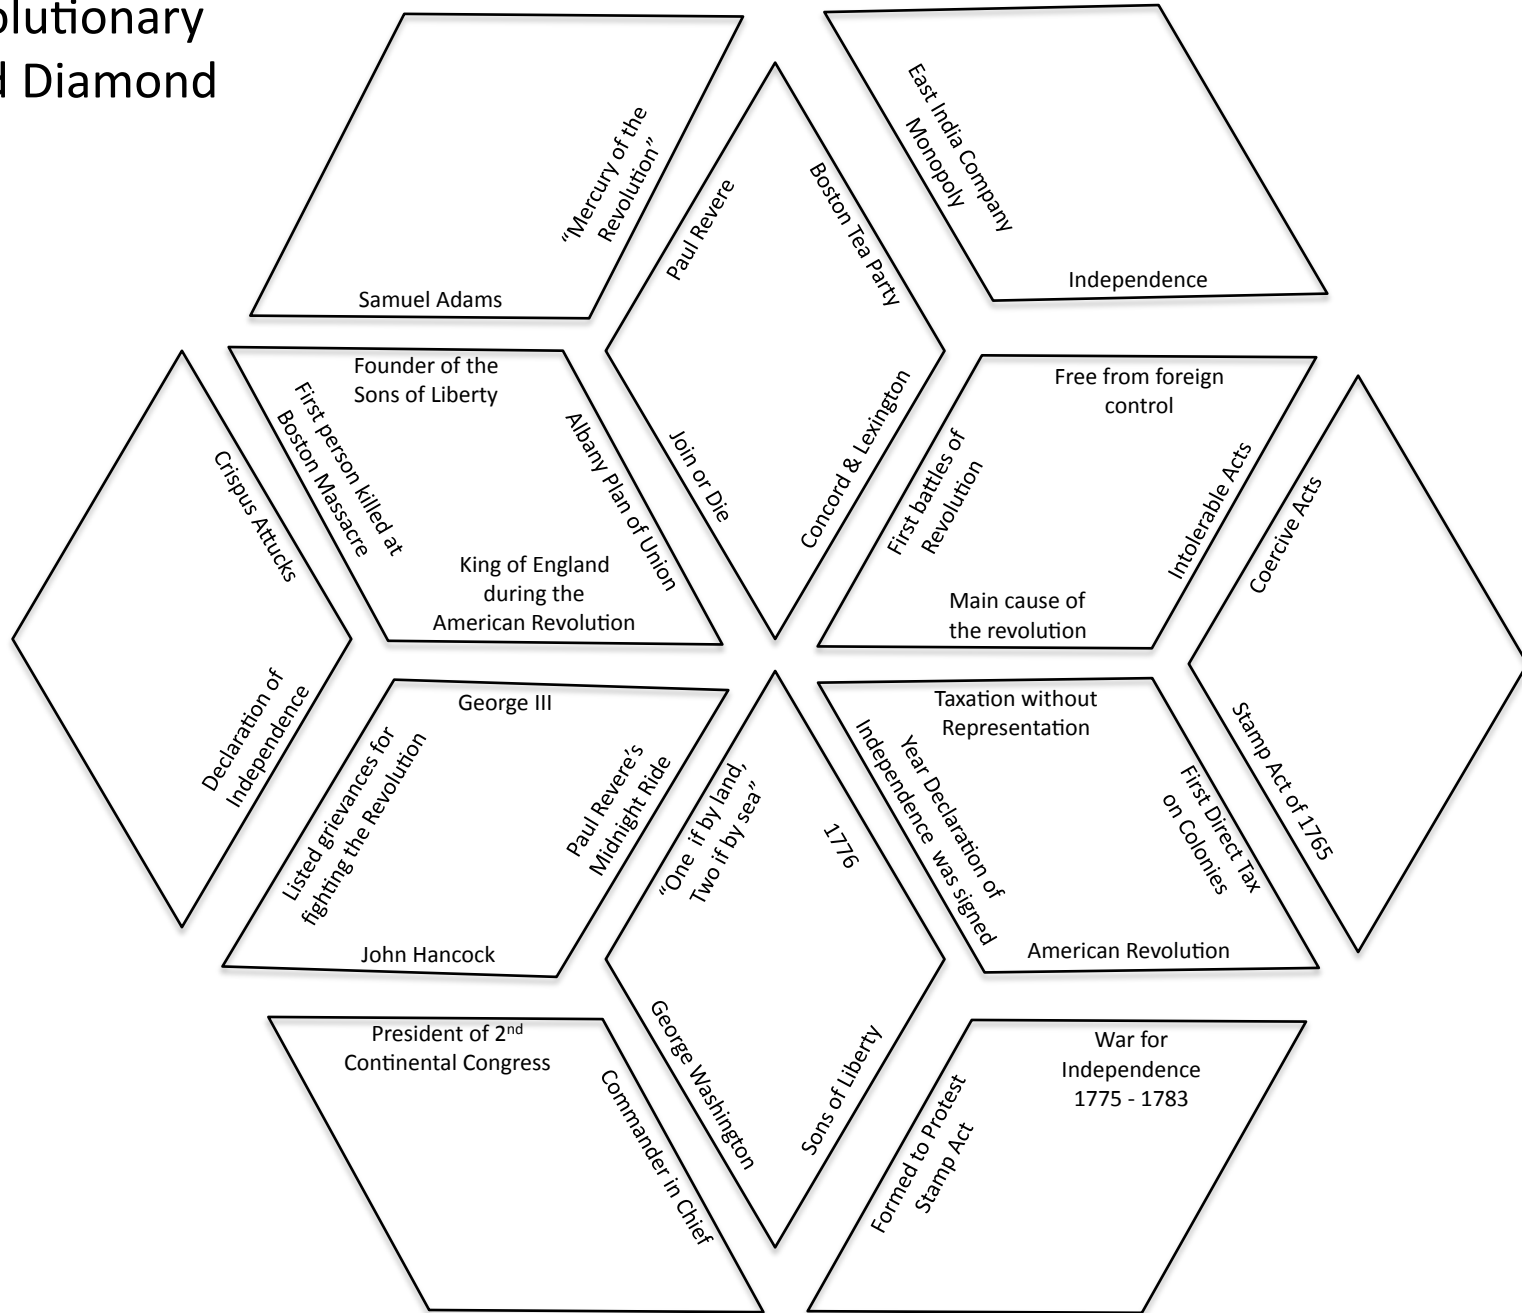 olutionary
d Diamond
“Mercury of the
Revolution”
Samuel Adams
Paul Revere
Boston Tea Party
Join or Die
Concord & Lexington
East India Company
Monopoly
Independence
Founder of the
Sons of Liberty
First person killed at
Boston Massacre
Albany Plan of Union
King of England
during the
American Revolution
Free from foreign
control
First battles of
Revolution
Intolerable Acts
Main cause of
the revolution
Crispus Attucks
Declaration of
Independence
Coercive Acts
Stamp Act of 1765
George III
Listed grievances for
fighting the Revolution
Paul Revere’s
Midnight Ride
John Hancock
“One if by land,
Two if by sea”
1776
George Washington
Sons of Liberty
Taxation without
Representation
Year Declaration of
Independence was signed
First Direct Tax
on Colonies
American Revolution
President of 2nd
Continental Congress
Commander in Chief
War for
Independence
1775 - 1783
Formed to Protest
Stamp Act